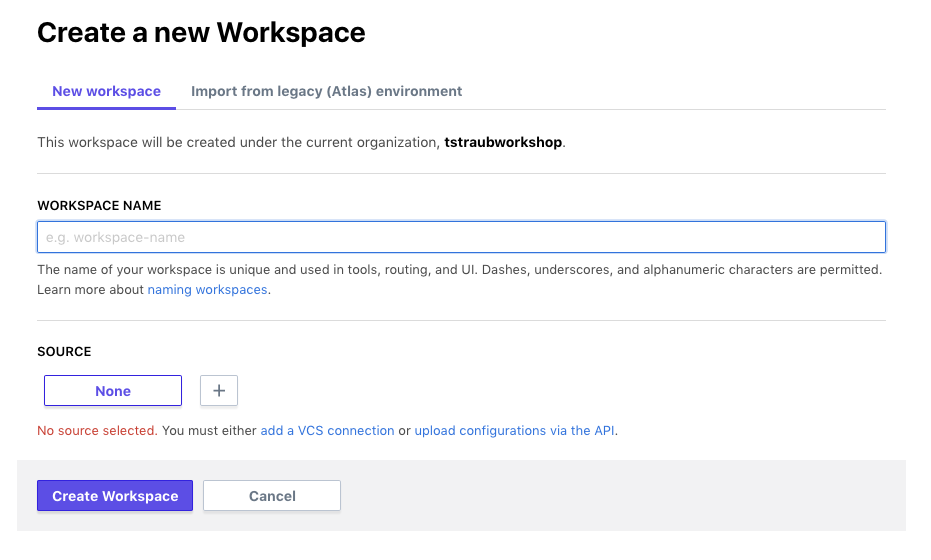 Create a new Workspace
New workspace
Import from legacy (Atlas) environment
This workspace will be created under the current organization, tstraubworkshop.
WORKSPACE NAME
e.g. workspace-name
The name of your workspace is unique and used in tools, routing, and UI. Dashes, underscores, and alphanumeric characters are permitted.
Learn more about naming workspaces.
SOURCE
None
+
No source selected. You must either add a VCS connection or upload configurations via the API.
Create Workspace
Cancel